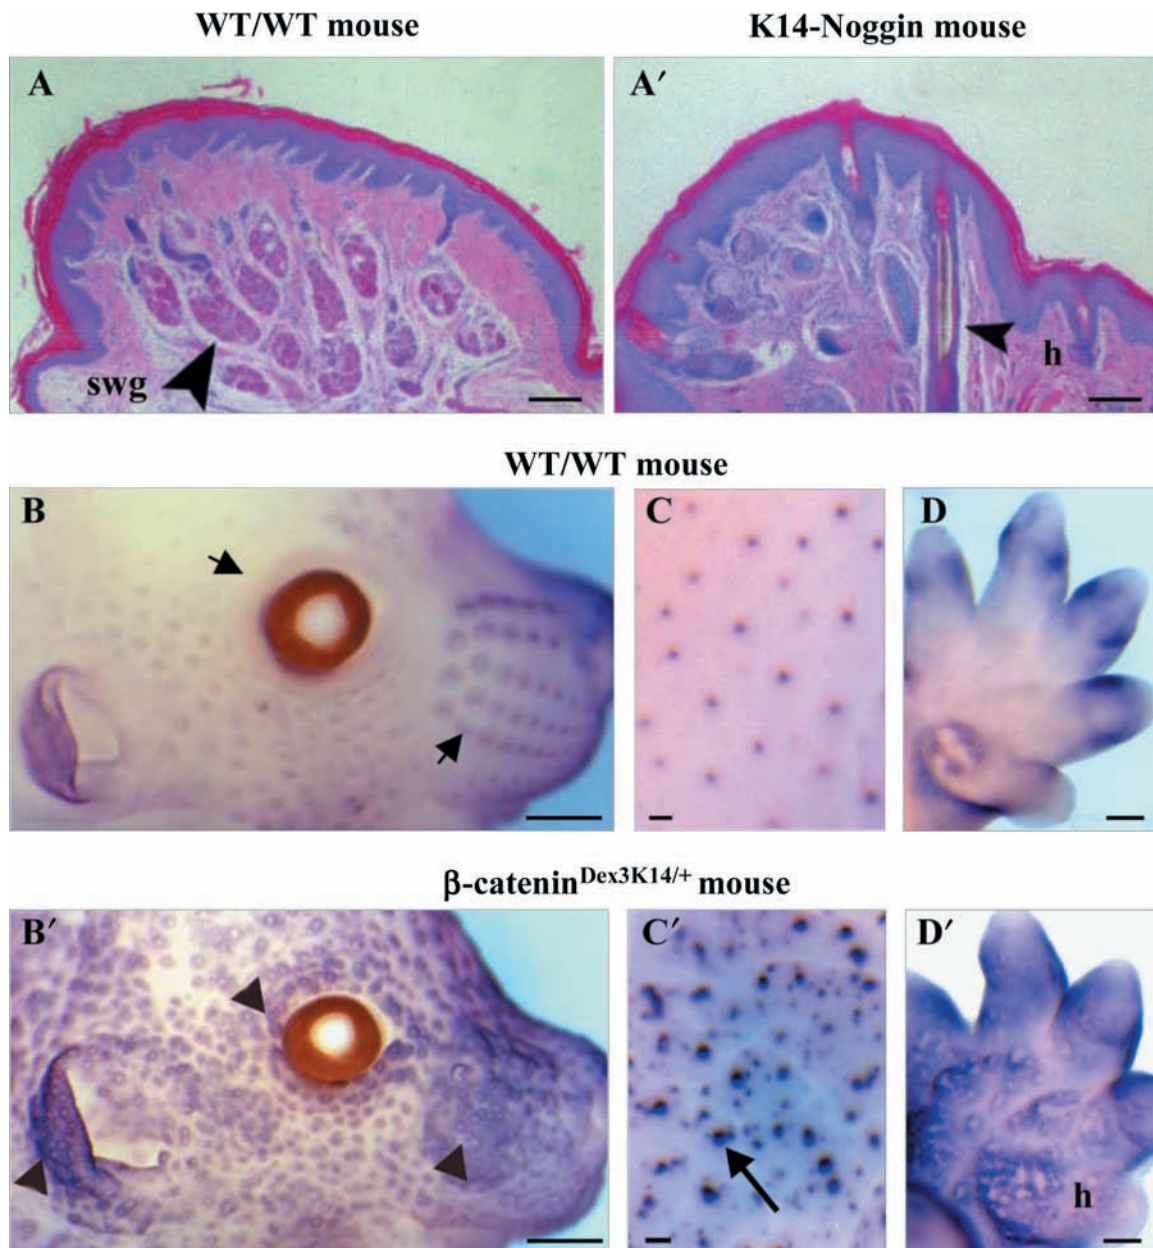 WT/WT mouse
K14-Noggin mouse
A
A′
swg
h
WT/WT mouse
B
C
D
β-catenin^Dex3K14/+ mouse
B′
C′
D′
h